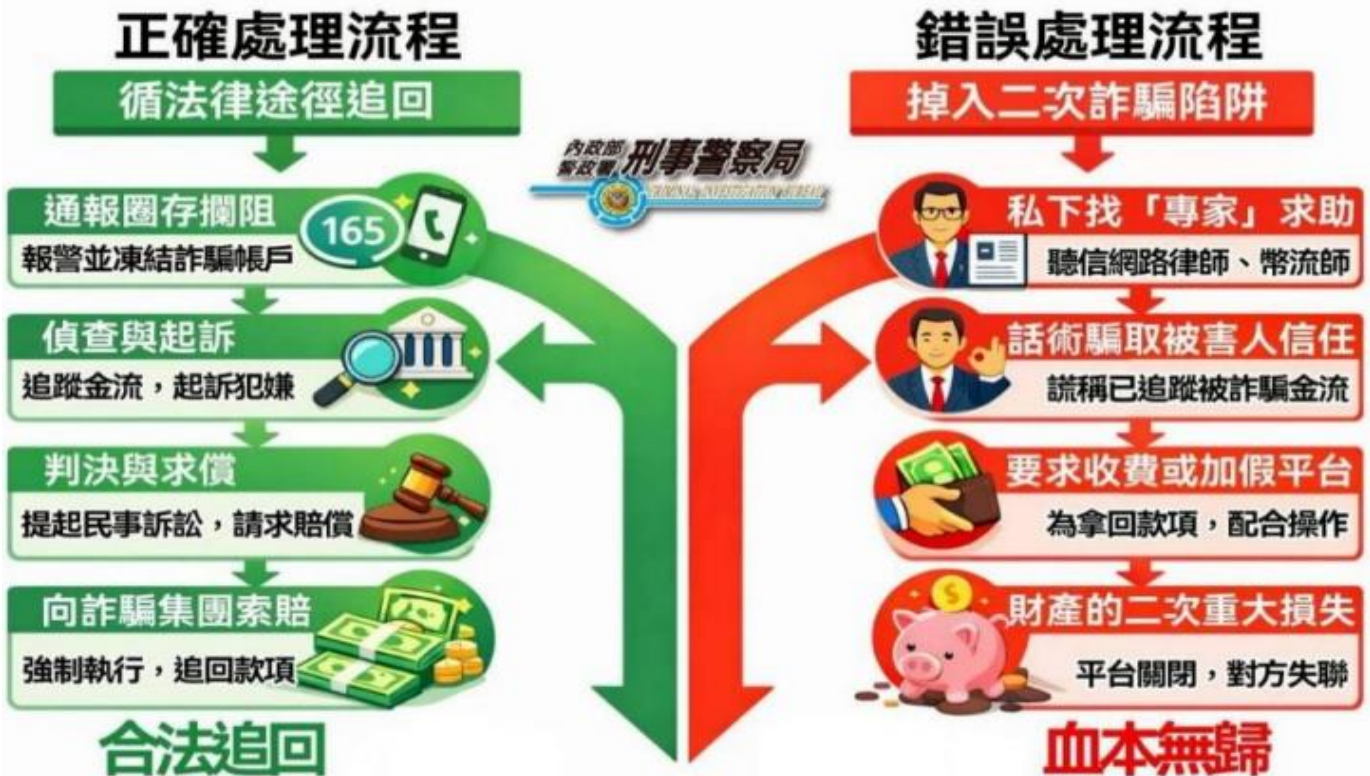 正確處理流程
循法律途徑追回
通報圈存攔阻
165
報警並凍結詐騙帳戶
偵查與起訴
追蹤金流，起訴犯嫌
判決與求償
提起民事訴訟，請求賠償
向詐騙集團索賠
強制執行，追回款項
合法追回
內政部
警政署
刑事警察局
CRIMINAL INVESTIGATION BUREAU
錯誤處理流程
掉入二次詐騙陷阱
私下找「專家」求助
聽信網路律師、幣流師
話術騙取被害人信任
謊稱已追蹤被詐騙金流
要求收費或加假平台
為拿回款項，配合操作
財產的二次重大損失
平台關閉，對方失聯
血本無歸